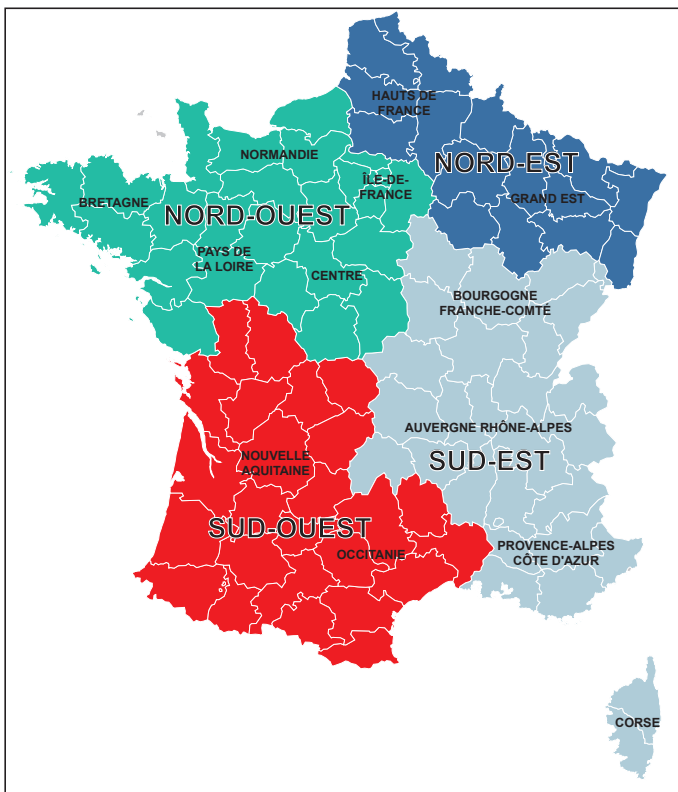 HAUTS DE
FRANCE
NORD-EST
NORMANDIE
ÎLE-DE-
FRANCE
GRAND EST
BRETAGNE
NORD-OUEST
PAYS DE
LA LOIRE
CENTRE
BOURGOGNE
FRANCHE-COMTÉ
AUVERGNE RHÔNE-ALPES
SUD-EST
NOUVELLE
AQUITAINE
SUD-OUEST
OCCITANIE
PROVENCE-ALPES
CÔTE D'AZUR
CORSE